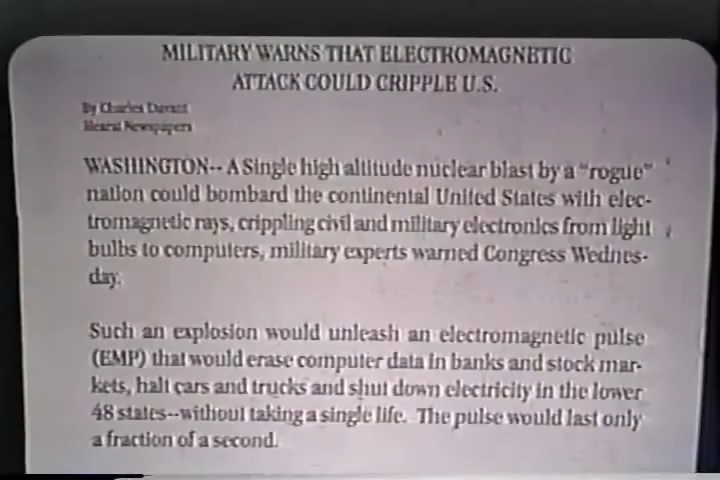 MILITARY WARNS THAT ELECTROMAGNETIC
ATTACK COULD CRIPPLE U.S.
By Charles Davant
Hearst Newspapers
WASHINGTON-- A Single high altitude nuclear blast by a "rogue"
nation could bombard the continental United States with elec-
tromagnetic rays, crippling civil and military electronics from light
bulbs to computers, military experts warned Congress Wednes-
day.
Such an explosion would unleash an electromagnetic pulse
(EMP) that would erase computer data in banks and stock mar-
kets, halt cars and trucks and shut down electricity in the lower
48 states--without taking a single life. The pulse would last only
a fraction of a second.